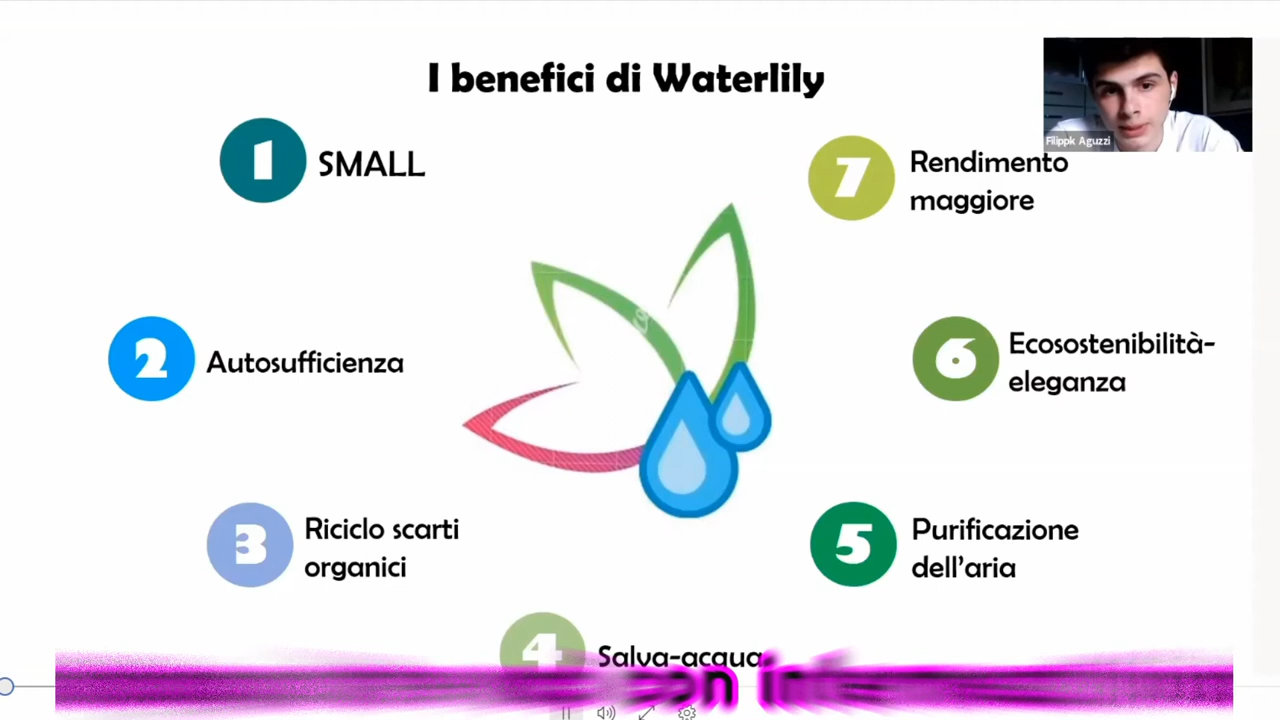 I benefici di Waterlily
1
SMALL
2
Autosufficienza
3
Riciclo scarti
organici
4
Salva-acqua
5
Purificazione
dell'aria
6
Ecosostenibilità-
eleganza
7
Rendimento
maggiore
Filippk Aguzzi